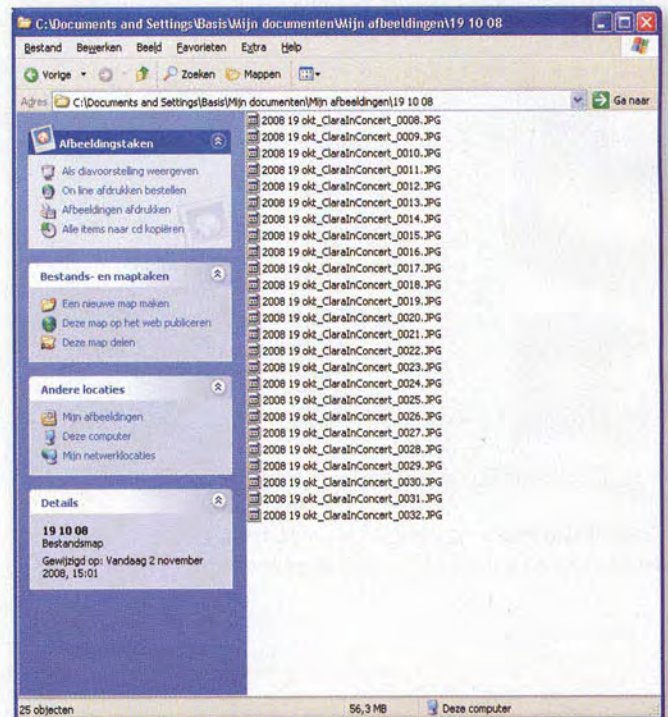 C:\Documents and Settings\Basis\Mijn documenten\Mijn afbeeldingen\19 10 08
Bestand Bewerken Beeld Favorieten Extra Help
Vorige Zoeken Mappen
Adres C:\Documents and Settings\Basis\Mijn documenten\Mijn afbeeldingen\19 10 08 Ga naar
Afbeeldingstaken
Als diavoorstelling weergeven
On line afdrukken bestellen
Afbeeldingen afdrukken
Alle items naar cd kopiëren
Bestands- en maptaken
Een nieuwe map maken
Deze map op het web publiceren
Deze map delen
Andere locaties
Mijn afbeeldingen
Deze computer
Mijn netwerklocaties
Details
19 10 08
Bestandsmap
Gewijzigd op: Vandaag 2 november
2008, 15:01
2008 19 okt_ClaraInConcert_0008.JPG
2008 19 okt_ClaraInConcert_0009.JPG
2008 19 okt_ClaraInConcert_0010.JPG
2008 19 okt_ClaraInConcert_0011.JPG
2008 19 okt_ClaraInConcert_0012.JPG
2008 19 okt_ClaraInConcert_0013.JPG
2008 19 okt_ClaraInConcert_0014.JPG
2008 19 okt_ClaraInConcert_0015.JPG
2008 19 okt_ClaraInConcert_0016.JPG
2008 19 okt_ClaraInConcert_0017.JPG
2008 19 okt_ClaraInConcert_0018.JPG
2008 19 okt_ClaraInConcert_0019.JPG
2008 19 okt_ClaraInConcert_0020.JPG
2008 19 okt_ClaraInConcert_0021.JPG
2008 19 okt_ClaraInConcert_0022.JPG
2008 19 okt_ClaraInConcert_0023.JPG
2008 19 okt_ClaraInConcert_0024.JPG
2008 19 okt_ClaraInConcert_0025.JPG
2008 19 okt_ClaraInConcert_0026.JPG
2008 19 okt_ClaraInConcert_0027.JPG
2008 19 okt_ClaraInConcert_0028.JPG
2008 19 okt_ClaraInConcert_0029.JPG
2008 19 okt_ClaraInConcert_0030.JPG
2008 19 okt_ClaraInConcert_0031.JPG
2008 19 okt_ClaraInConcert_0032.JPG
25 objecten 56,3 MB Deze computer